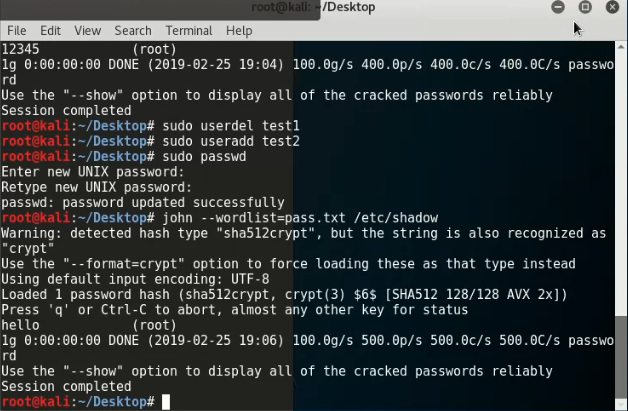 root@kali: ~/Desktop
File Edit View Search Terminal Help
12345 (root)
1g 0:00:00:00 DONE (2019-02-25 19:04) 100.0g/s 400.0p/s 400.0c/s 400.0C/s passwo
rd
Use the "--show" option to display all of the cracked passwords reliably
Session completed
root@kali:~/Desktop# sudo userdel test1
root@kali:~/Desktop# sudo useradd test2
root@kali:~/Desktop# sudo passwd
Enter new UNIX password:
Retype new UNIX password:
passwd: password updated successfully
root@kali:~/Desktop# john --wordlist=pass.txt /etc/shadow
Warning: detected hash type "sha512crypt", but the string is also recognized as
"crypt"
Use the "--format=crypt" option to force loading these as that type instead
Using default input encoding: UTF-8
Loaded 1 password hash (sha512crypt, crypt(3) $6$ [SHA512 128/128 AVX 2x])
Press 'q' or Ctrl-C to abort, almost any other key for status
hello (root)
1g 0:00:00:00 DONE (2019-02-25 19:06) 100.0g/s 500.0p/s 500.0c/s 500.0C/s passwo
rd
Use the "--show" option to display all of the cracked passwords reliably
Session completed
root@kali:~/Desktop#